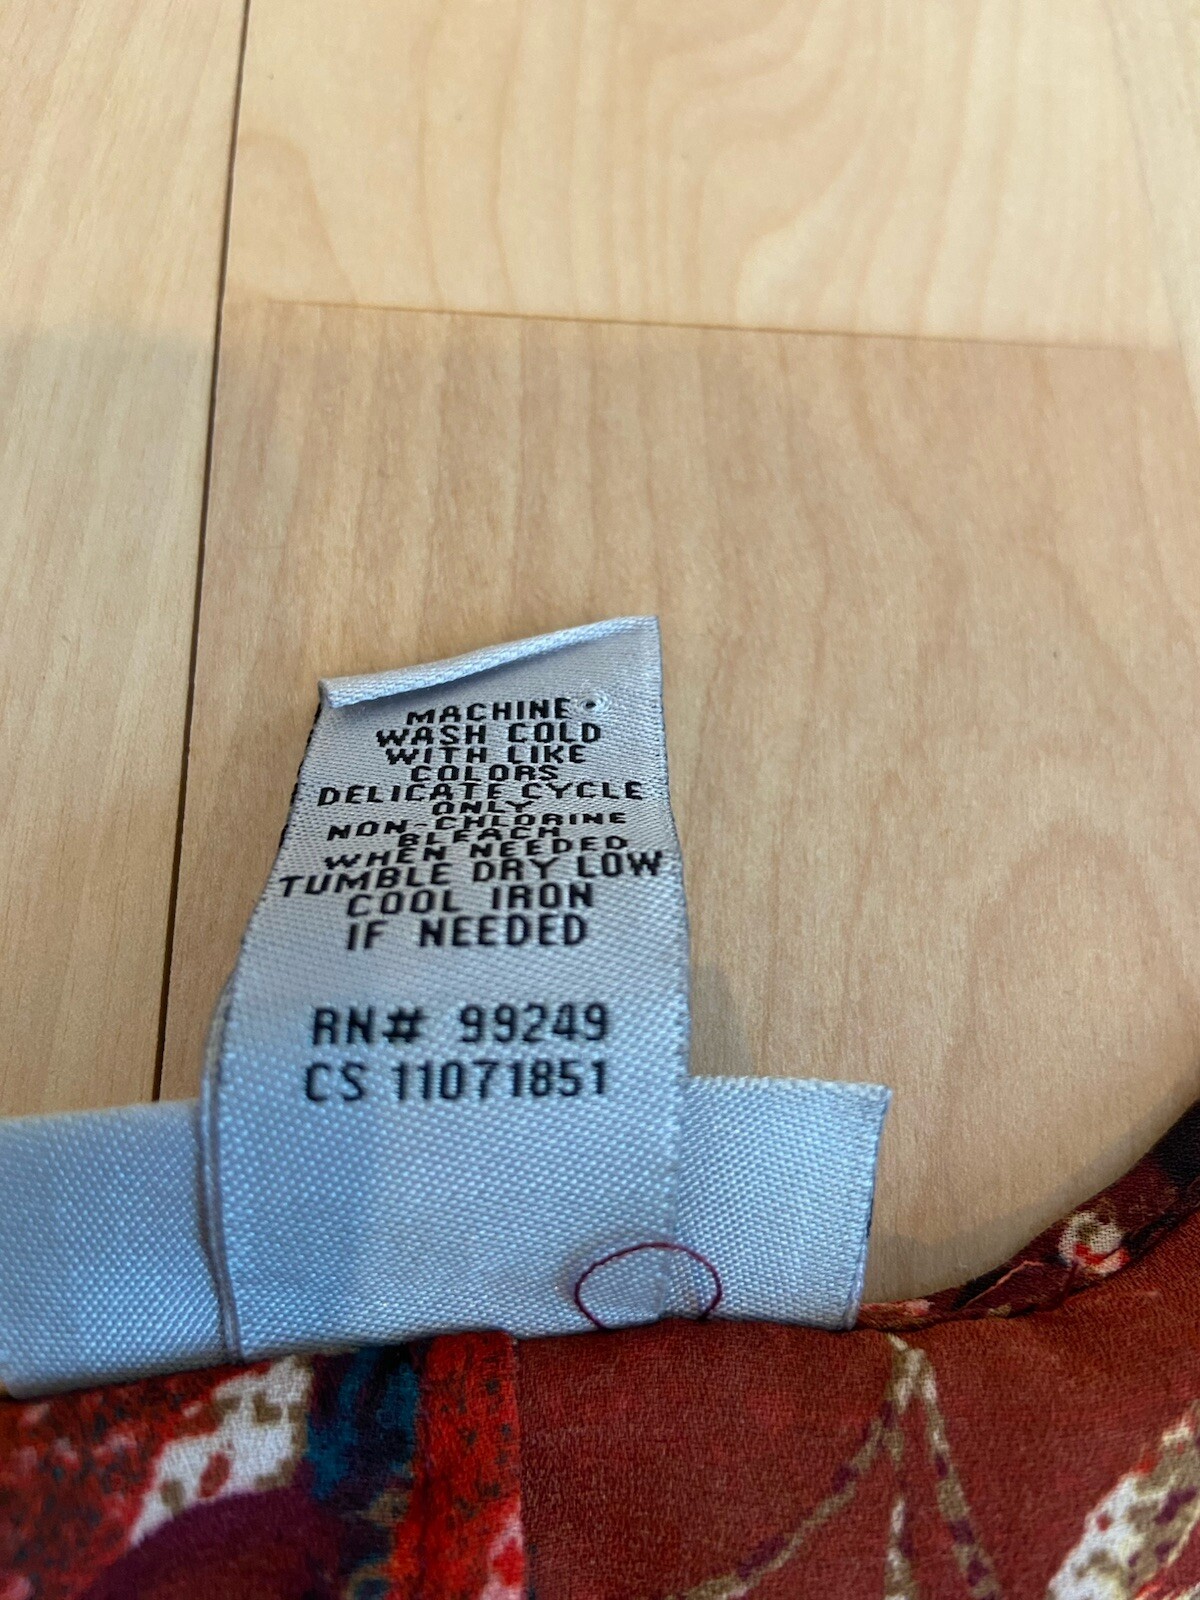 MACHINE
WASH COLD
WITH LIKE
COLORS
DELICATE CYCLE
ONLY
NON-CHLORINE
BLEACH
WHEN NEEDED
TUMBLE DRY LOW
COOL IRON
IF NEEDED
RN# 99249
CS 11071851